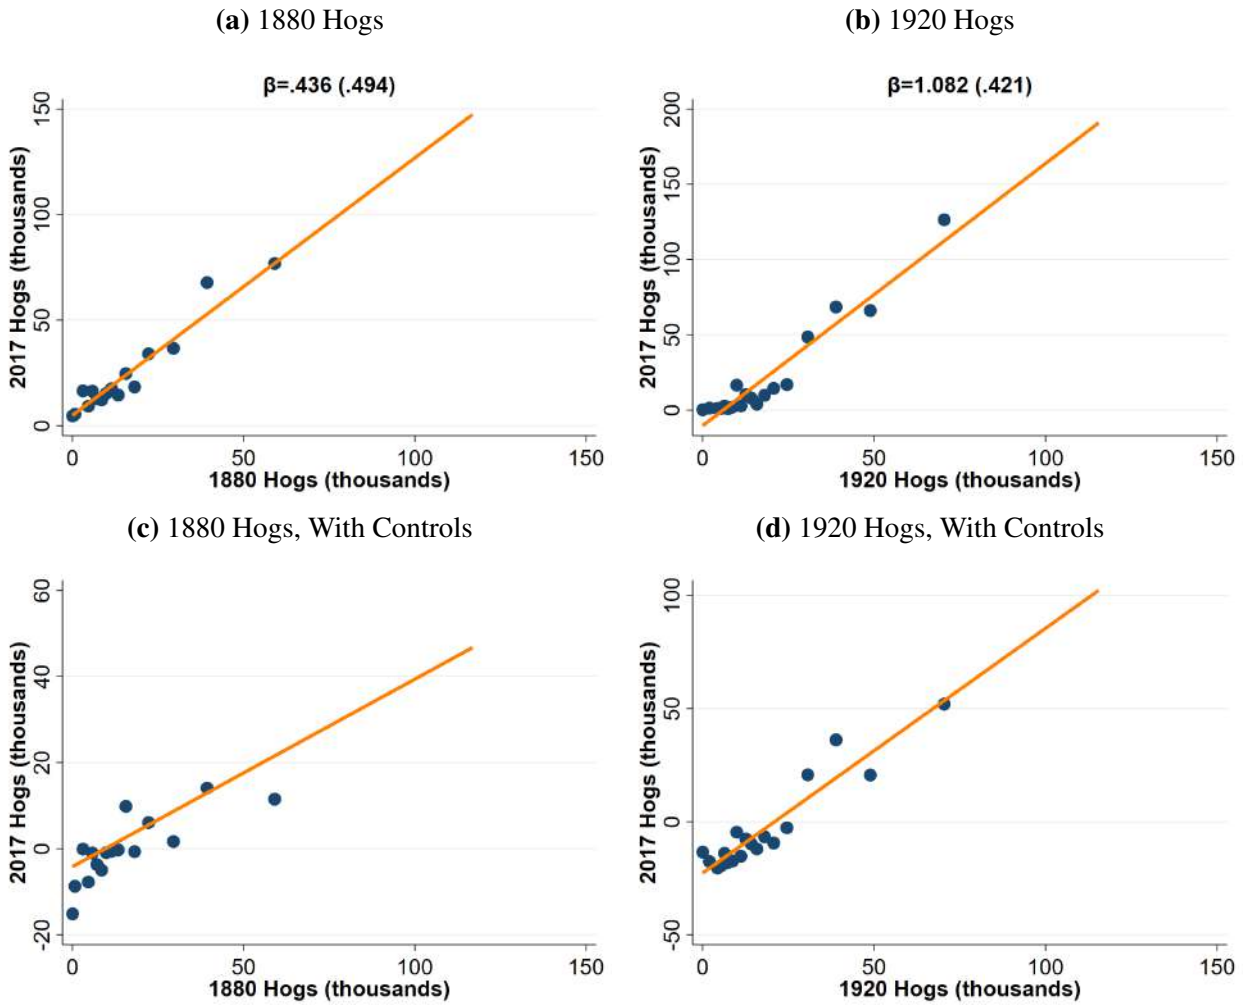 (a) 1880 Hogs
β=.436 (.494)
2017 Hogs (thousands)
150
100
50
0
0 50 100 150
1880 Hogs (thousands)
(b) 1920 Hogs
β=1.082 (.421)
2017 Hogs (thousands)
200
150
100
50
0
0 50 100 150
1920 Hogs (thousands)
(c) 1880 Hogs, With Controls
2017 Hogs (thousands)
60
40
20
0
-20
0 50 100 150
1880 Hogs (thousands)
(d) 1920 Hogs, With Controls
2017 Hogs (thousands)
100
50
0
-50
0 50 100 150
1920 Hogs (thousands)